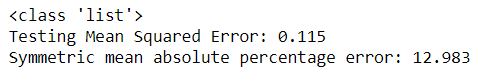 <class 'list'>
Testing Mean Squared Error: 0.115
Symmetric mean absolute percentage error: 12.983